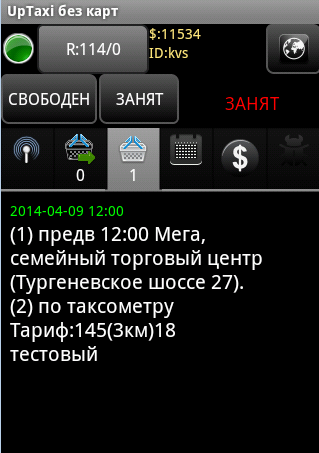 UpTaxi без карт
R:114/0
$:11534
ID:kvs
СВОБОДЕН
ЗАНЯТ
ЗАНЯТ
0
1
$
2014-04-09 12:00
(1) предв 12:00 Мега,
семейный торговый центр
(Тургеневское шоссе 27).
(2) по таксометру
Тариф:145(3км)18
тестовый